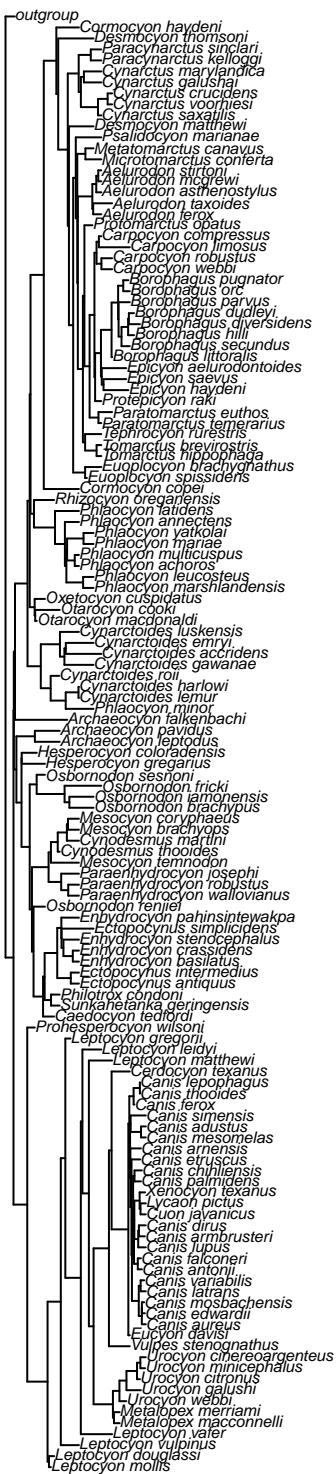 outgroup
Cormocyon haydeni
Desmocyon thomsoni
Paracynarctus sinclari
Paracynarctus kelloggi
Cynarctus marylandica
Cynarctus galushai
Cynarctus crucidens
Cynarctus voorhiesi
Cynarctus saxatilis
Desmocyon matthewi
Psalidocyon marianae
Metatomarctus canavus
Microtomarctus conferta
Aelurodon stirtoni
Aelurodon mcgrewi
Aelurodon asthenostylus
Aelurodon taxoides
Aelurodon ferox
Protomarctus opatus
Carpocyon compressus
Carpocyon limosus
Carpocyon robustus
Carpocyon webbi
Borophagus pugnator
Borophagus orc
Borophagus parvus
Borophagus dudleyi
Borophagus diversidens
Borophagus hilli
Borophagus secundus
Borophagus littoralis
Epicyon aelurodontoides
Epicyon saevus
Epicyon haydeni
Protepicyon raki
Paratomarctus euthos
Paratomarctus temerarius
Tephrocyon rurestris
Tomarctus brevirostris
Tomarctus hippophaga
Euoplocyon brachygnathus
Euoplocyon spissidens
Cormocyon copei
Rhizocyon oreganensis
Phlaocyon latidens
Phlaocyon annectens
Phlaocyon yatkolai
Phlaocyon mariae
Phlaocyon multicuspus
Phlaocyon achoros
Phlaocyon leucosteus
Phlaocyon marshlandensis
Oxetocyon cuspidatus
Otarocyon cooki
Otarocyon macdonaldi
Cynarctoides luskensis
Cynarctoides emryi
Cynarctoides accridens
Cynarctoides gawanae
Cynarctoides roii
Cynarctoides harlowi
Cynarctoides lemur
Phlaocyon minor
Archaeocyon falkenbachi
Archaeocyon pavidus
Archaeocyon leptodus
Hesperocyon coloradensis
Hesperocyon gregarius
Osbornodon sesnoni
Osbornodon fricki
Osbornodon iamonensis
Osbornodon brachypus
Mesocyon coryphaeus
Mesocyon brachyops
Cynodesmus martini
Cynodesmus thooides
Mesocyon temnodon
Paraenhydrocyon josephi
Paraenhydrocyon robustus
Paraenhydrocyon wallovianus
Osbornodon renjiei
Enhydrocyon pahinsintewakpa
Ectopocynus simplicidens
Enhydrocyon stenocephalus
Enhydrocyon crassidens
Enhydrocyon basilatus
Ectopocynus intermedius
Ectopocynus antiquus
Philotrox condoni
Sunkahetanka geringensis
Caedocyon tedfordi
Prohesperocyon wilsoni
Leptocyon gregorii
Leptocyon leidyi
Leptocyon matthewi
Cerdocyon texanus
Canis lepophagus
Canis thooides
Canis ferox
Canis simensis
Canis adustus
Canis mesomelas
Canis arnensis
Canis etruscus
Canis chihliensis
Canis palmidens
Xenocyon texanus
Lycaon pictus
Cuon javanicus
Canis dirus
Canis armbrusteri
Canis lupus
Canis falconeri
Canis antonii
Canis variabilis
Canis latrans
Canis mosbachensis
Canis edwardii
Canis aureus
Eucyon davisi
Vulpes stenognathus
Urocyon cinereoargenteus
Urocyon minicephalus
Urocyon citronus
Urocyon galushi
Urocyon webbi
Metalopex merriami
Metalopex macconnelli
Leptocyon vafer
Leptocyon vulpinus
Leptocyon douglassi
Leptocyon mollis